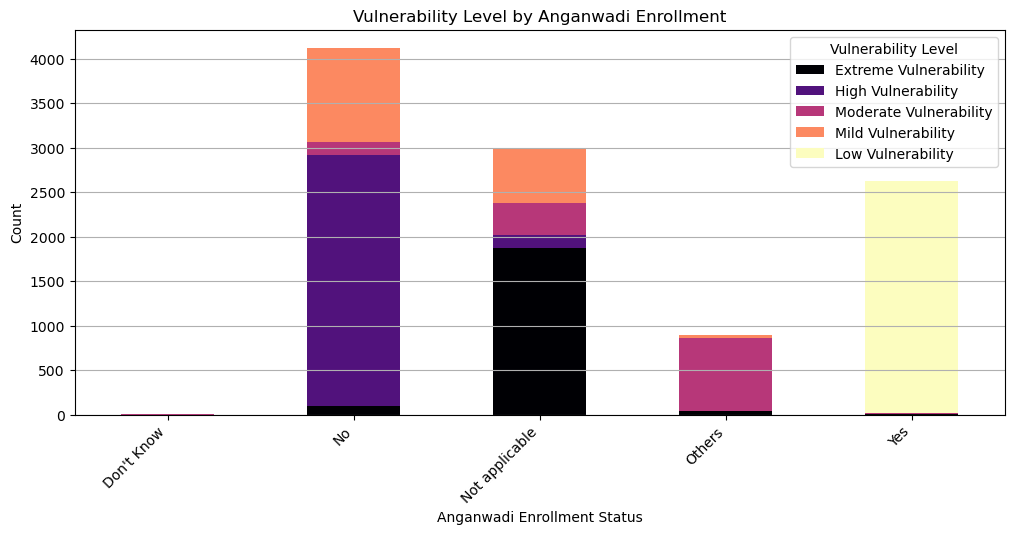 Vulnerability Level by Anganwadi Enrollment
Vulnerability Level
Extreme Vulnerability
High Vulnerability
Moderate Vulnerability
Mild Vulnerability
Low Vulnerability
Count
4000
3500
3000
2500
2000
1500
1000
500
0
Don't Know
No
Not applicable
Others
Yes
Anganwadi Enrollment Status